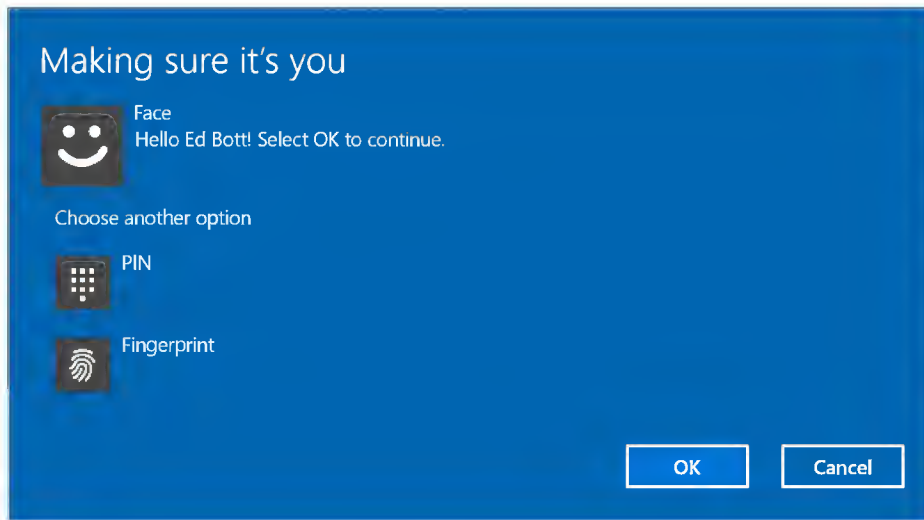 Making sure it's you
Face
Hello Ed Bott! Select OK to continue.
Choose another option
PIN
Fingerprint
OK Cancel